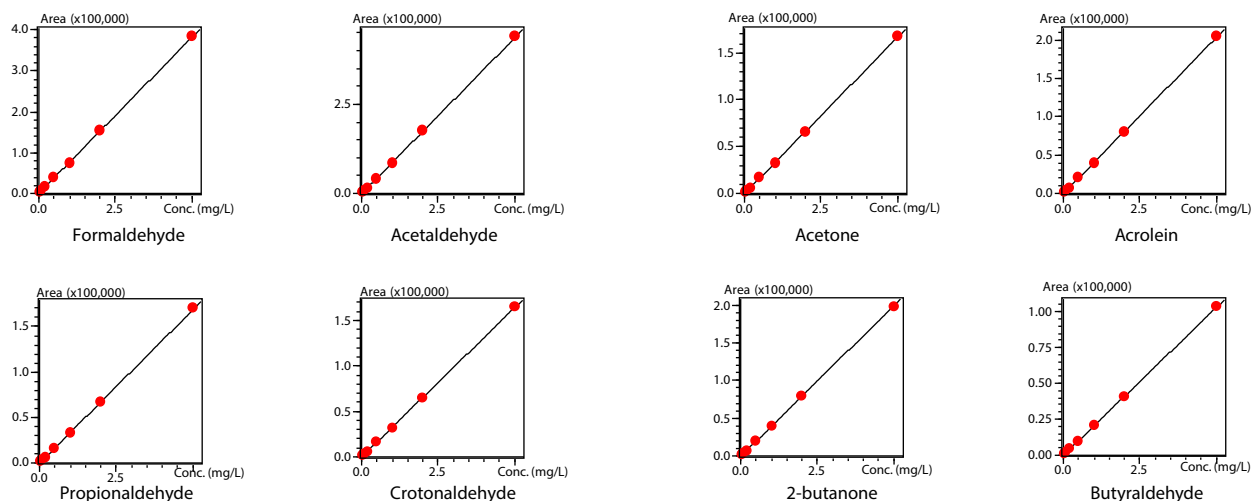 Area (x100,000)
4.0
3.0
2.0
1.0
0.0
0.0
2.5
Conc. (mg/L)
Formaldehyde
Area (x100,000)
2.5
0.0
0.0
2.5
Conc. (mg/L)
Acetaldehyde
Area (x100,000)
1.5
1.0
0.5
0.0
0.0
2.5
Conc. (mg/L)
Acetone
Area (x100,000)
2.0
1.5
1.0
0.5
0.0
0.0
2.5
Conc. (mg/L)
Acrolein
Area (x100,000)
1.5
1.0
0.5
0.0
0.0
2.5
Conc. (mg/L)
Propionaldehyde
Area (x100,000)
1.5
1.0
0.5
0.0
0.0
2.5
Conc. (mg/L)
Crotonaldehyde
Area (x100,000)
2.0
1.5
1.0
0.5
0.0
0.0
2.5
Conc. (mg/L)
2-butanone
Area (x100,000)
1.00
0.75
0.50
0.25
0.00
0.0
2.5
Conc. (mg/L)
Butyraldehyde